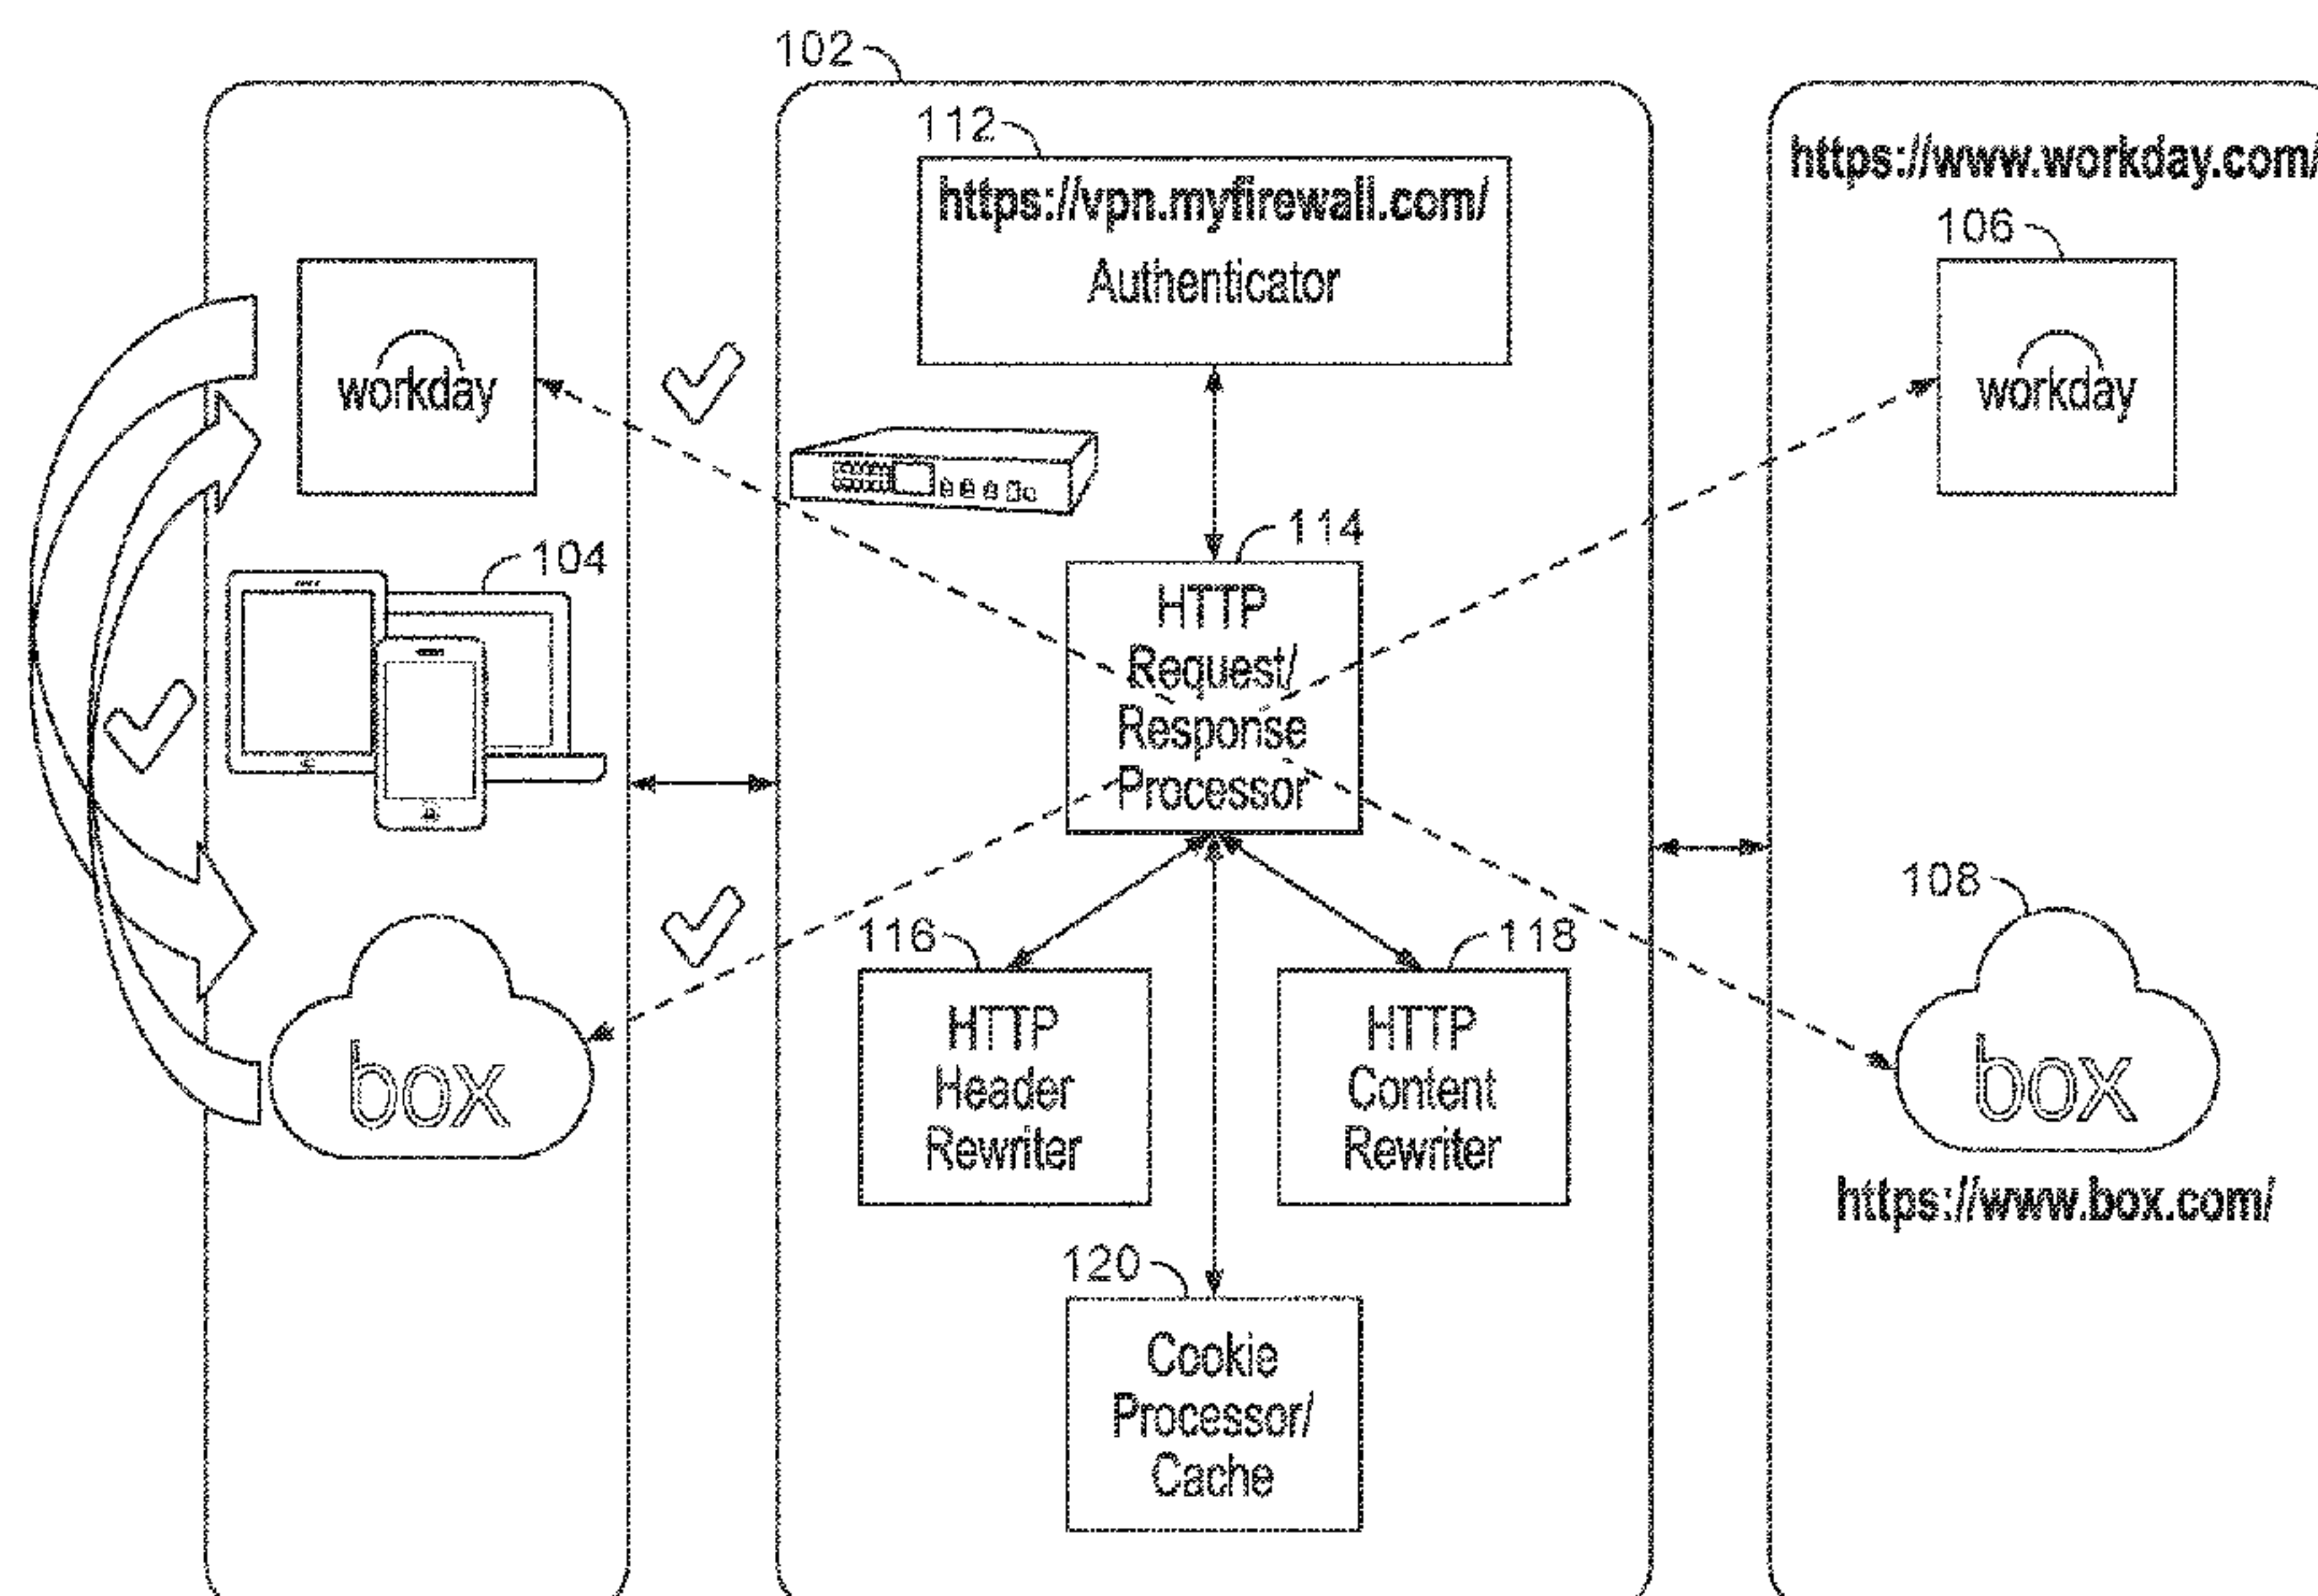 102
112
https://vpn.myfirewall.com/
Authenticator
https://www.workday.com/
106
workday
workday
104
114
HTTP
Request/
Response
Processor
108
box
https://www.box.com/
box
116
HTTP
Header
Rewriter
118
HTTP
Content
Rewriter
120
Cookie
Processor/
Cache